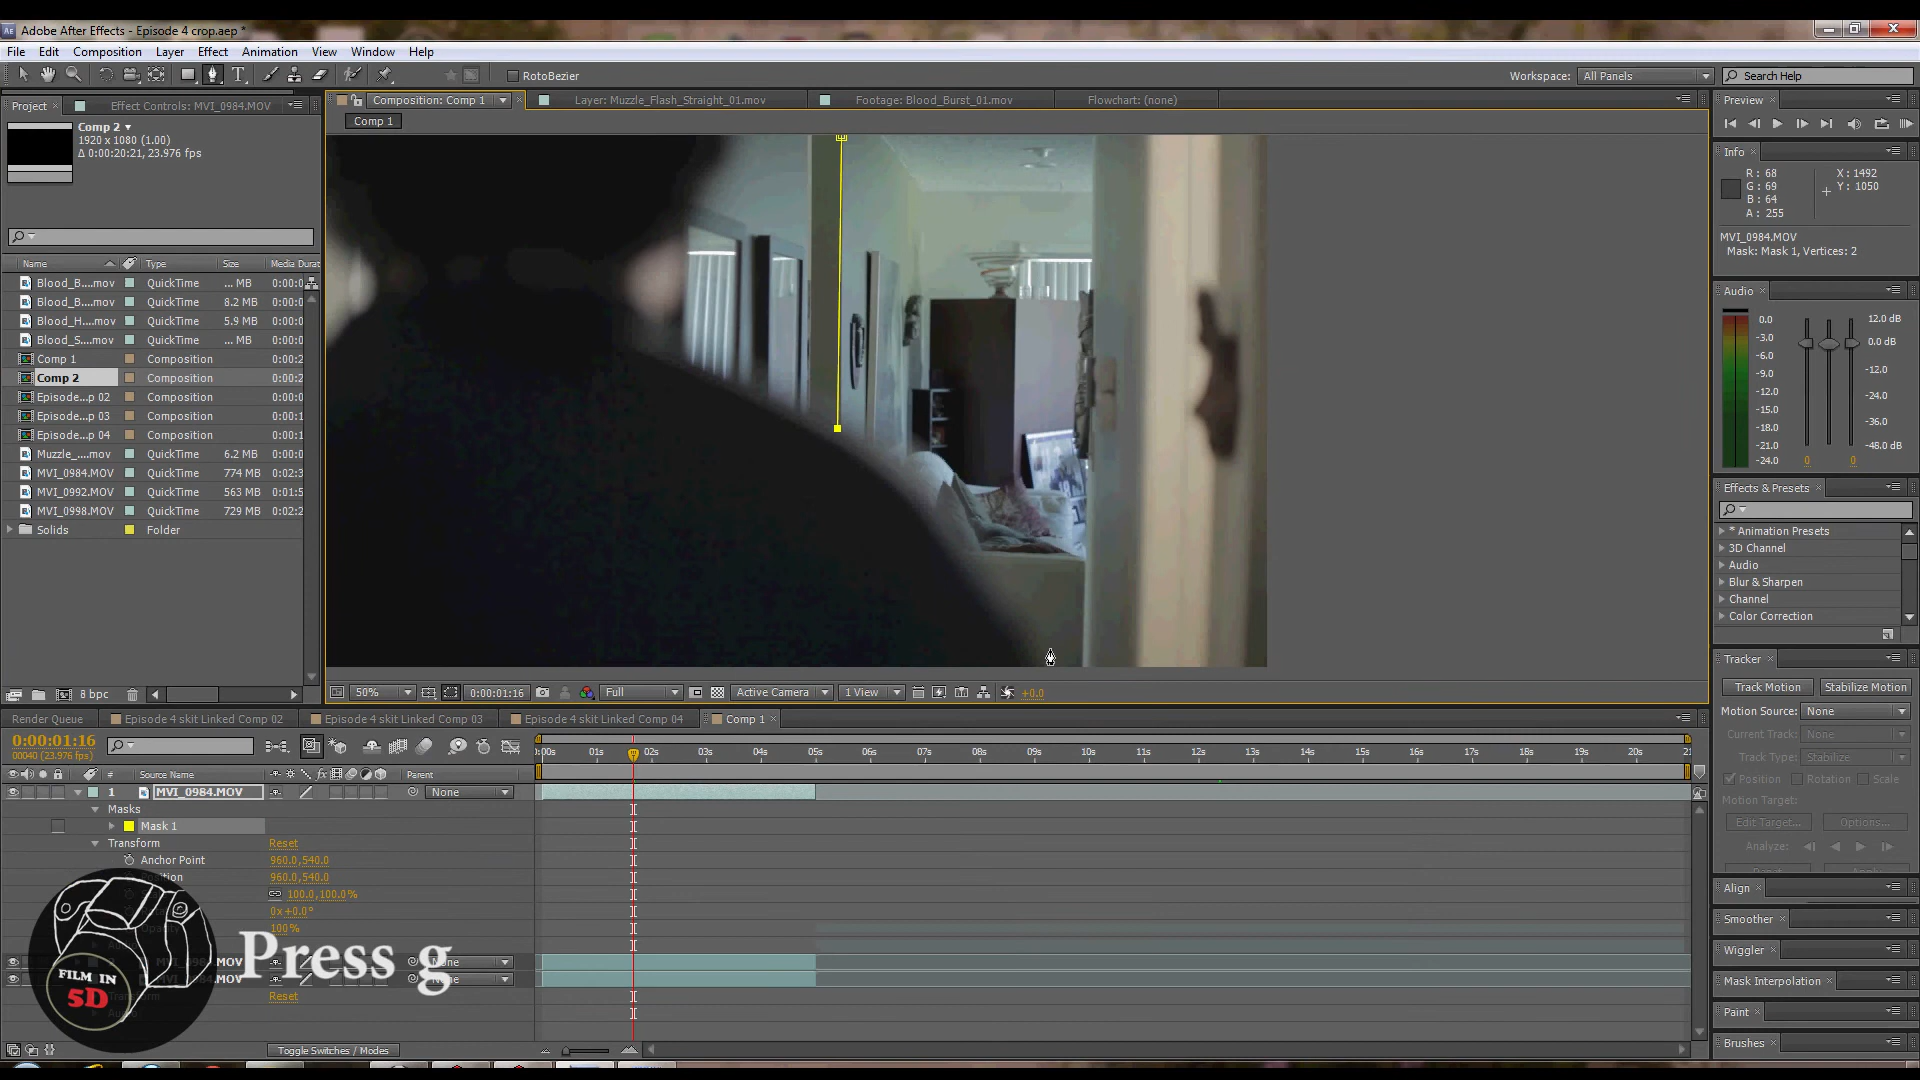 Adobe After Effects - Episode 4 crop.aep *
File Edit Composition Layer Effect Animation View Window Help
RotoBezier
Workspace: All Panels
Search Help
Project
Effect Controls: MVI_0984.MOV
Composition: Comp 1
Layer: Muzzle_Flash_Straight_01.mov
Footage: Blood_Burst_01.mov
Flowchart: (none)
Comp 1
Comp 2
1920 x 1080 (1.00)
Δ 0:00:20:21, 23.976 fps
Name Type Size Media Durat
Blood_B....mov QuickTime ... MB 0:00:0
Blood_B....mov QuickTime 8.2 MB 0:00:0
Blood_H....mov QuickTime 5.9 MB 0:00:0
Blood_S....mov QuickTime ... MB 0:00:0
Comp 1 Composition 0:00:2
Comp 2 Composition 0:00:2
Episode...p 02 Composition 0:00:2
Episode...p 03 Composition 0:00:1
Episode...p 04 Composition 0:00:1
Muzzle_....mov QuickTime 6.2 MB 0:00:0
MVI_0984.MOV QuickTime 774 MB 0:02:3
MVI_0992.MOV QuickTime 563 MB 0:01:5
MVI_0998.MOV QuickTime 729 MB 0:02:2
Solids Folder
8 bpc
50%
0:00:01:16
Full
Active Camera
1 View
+0.0
Preview
Info
R: 68
G: 69
B: 64
A: 255
X: 1492
Y: 1050
MVI_0984.MOV
Mask: Mask 1, Vertices: 2
Audio
0.0
-3.0
-6.0
-9.0
-12.0
-15.0
-18.0
-21.0
-24.0
12.0 dB
0.0 dB
-12.0
-24.0
-36.0
-48.0 dB
0 0
Effects & Presets
* Animation Presets
3D Channel
Audio
Blur & Sharpen
Channel
Color Correction
Tracker
Track Motion
Stabilize Motion
Motion Source: None
Current Track: None
Track Type: Stabilize
Position Rotation Scale
Motion Target:
Edit Target... Options...
Analyze:
Align
Smoother
Wiggler
Mask Interpolation
Paint
Brushes
Render Queue
Episode 4 skit Linked Comp 02
Episode 4 skit Linked Comp 03
Episode 4 skit Linked Comp 04
Comp 1
0:00:01:16
00040 (23.976 fps)
:00s 01s 02s 03s 04s 05s 06s 07s 08s 09s 10s 11s 12s 13s 14s 15s 16s 17s 18s 19s 20s 21
# Source Name Parent
1 MVI_0984.MOV None
Masks
Mask 1
Transform Reset
Anchor Point 960.0,540.0
Position 960.0,540.0
100.0,100.0%
0x+0.0°
100%
Reset
Toggle Switches / Modes
FILM IN
5D
Press g